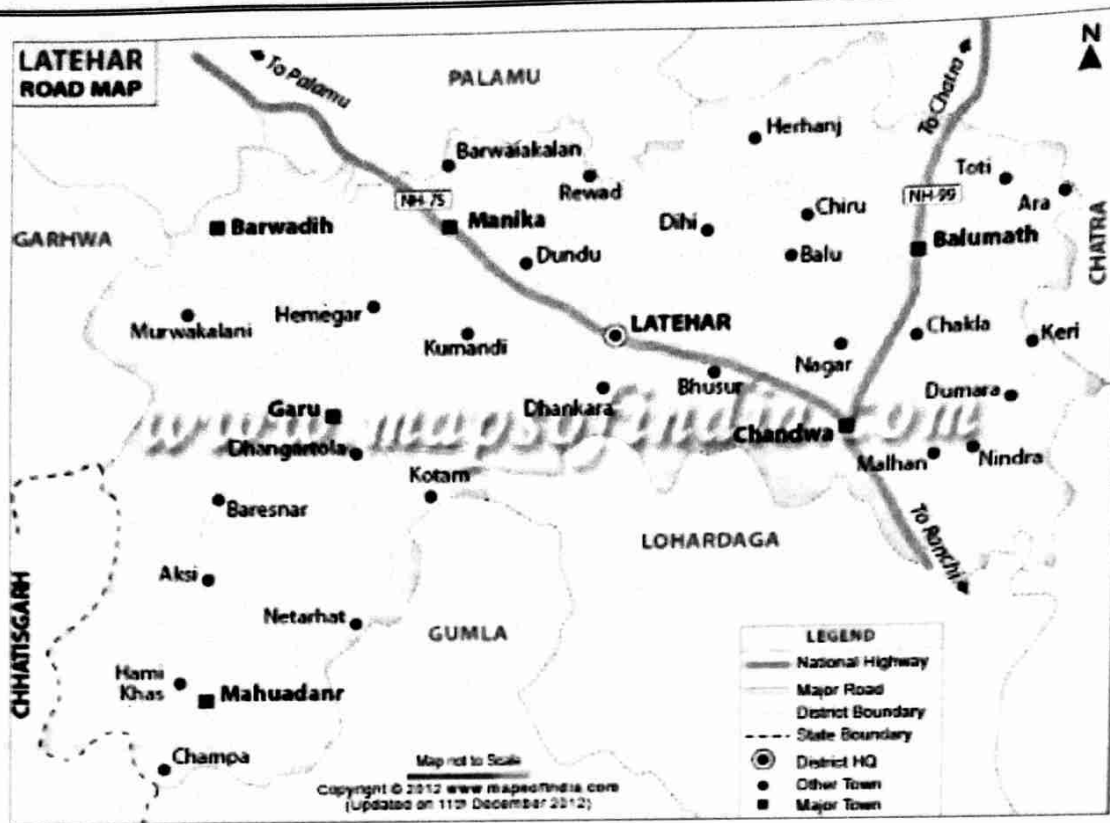 LATEHAR
ROAD MAP
N
To Palamu
PALAMU
To Chatra
Herhanj
Barwaiakalan
Rewad
Toti
Ara
NH-75
NH-99
Chiru
GARHWA
Barwadih
Manika
Dihi
Balumath
CHATRA
Dundu
Balu
Hemegar
Murwakalani
Kumandi
LATEHAR
Nagar
Chakla
Keri
Bhusur
Dumara
Dhankara
Garu
www.mapsofindia.com
Chandwa
Dhangartola
Malhan
Nindra
Kotam
Baresnar
To Ranchi
LOHARDAGA
Aksi
CHHATISGARH
Netarhat
GUMLA
Hami
Khas
Mahuadanr
Champa
LEGEND
National Highway
Major Road
District Boundary
State Boundary
District HQ
Other Town
Major Town
Map not to Scale
Copyright © 2012 www.mapsofindia.com
(Updated on 11th December 2012)